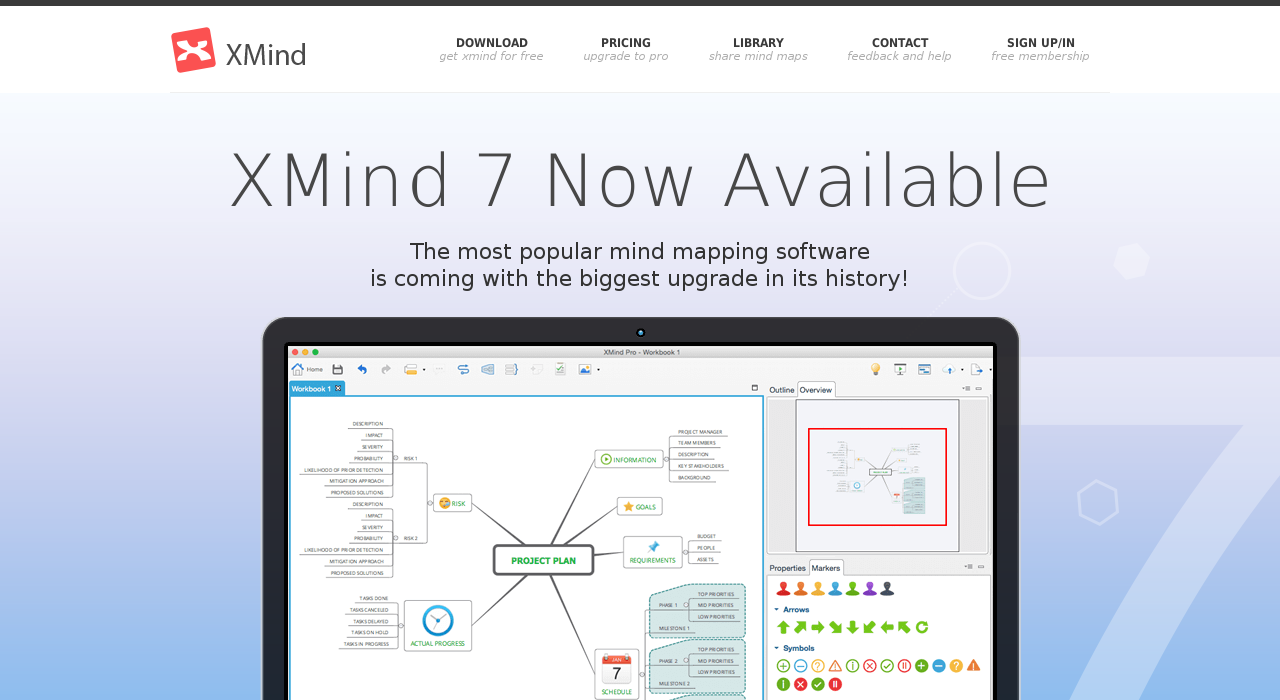 XMind
DOWNLOAD
get xmind for free
PRICING
upgrade to pro
LIBRARY
share mind maps
CONTACT
feedback and help
SIGN UP/IN
free membership
XMind 7 Now Available
The most popular mind mapping software
is coming with the biggest upgrade in its history!
XMind Pro - Workbook 1
Home
Workbook 1
DESCRIPTION
IMPACT
SEVERITY
PROBABILITY
LIKELIHOOD OF PRIOR DETECTION
MITIGATION APPROACH
PROPOSED SOLUTIONS
RISK 1
DESCRIPTION
IMPACT
SEVERITY
PROBABILITY
LIKELIHOOD OF PRIOR DETECTION
MITIGATION APPROACH
PROPOSED SOLUTIONS
RISK 2
RISK
TASKS DONE
TASKS CANCELED
TASKS DELAYED
TASKS ON HOLD
TASKS IN PROGRESS
ACTUAL PROGRESS
PROJECT PLAN
INFORMATION
PROJECT MANAGER
TEAM MEMBERS
DESCRIPTION
KEY STAKEHOLDERS
BACKGROUND
GOALS
REQUIREMENTS
BUDGET
PEOPLE
ASSETS
JAN
7
SCHEDULE
PHASE 1
TOP PRIORITIES
MID PRIORITIES
LOW PRIORITIES
MILESTONE 1
PHASE 2
TOP PRIORITIES
MID PRIORITIES
LOW PRIORITIES
MILESTONE 2
Outline
Overview
Properties
Markers
Arrows
Symbols